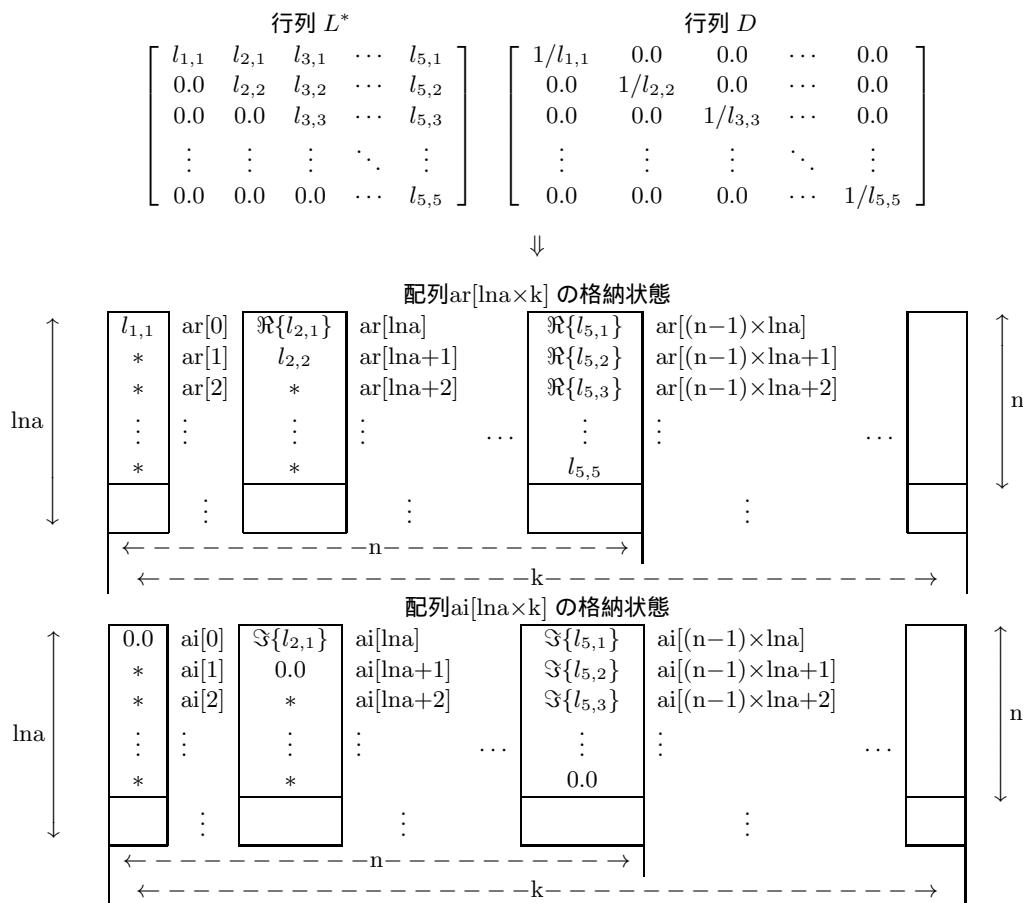 行列 L* 行列 D
l1,1 l2,1 l3,1 ⋯ l5,1 1/l1,1 0.0 0.0 ⋯ 0.0
0.0 l2,2 l3,2 ⋯ l5,2 0.0 1/l2,2 0.0 ⋯ 0.0
0.0 0.0 l3,3 ⋯ l5,3 0.0 0.0 1/l3,3 ⋯ 0.0
⋮ ⋮ ⋮ ⋱ ⋮ ⋮ ⋮ ⋮ ⋱ ⋮
0.0 0.0 0.0 ⋯ l5,5 0.0 0.0 0.0 ⋯ 1/l5,5
⇓
配列ar[lna×k] の格納状態
l1,1 ar[0] ℜ{l2,1} ar[lna] ℜ{l5,1} ar[(n−1)×lna]
* ar[1] l2,2 ar[lna+1] ℜ{l5,2} ar[(n−1)×lna+1]
* ar[2] * ar[lna+2] ℜ{l5,3} ar[(n−1)×lna+2]
lna n
⋮ ⋮ ⋮ ⋮ ⋯ ⋮ ⋮ ⋯
* * l5,5
⋮ ⋮ ⋮
n
k
配列ai[lna×k] の格納状態
0.0 ai[0] ℑ{l2,1} ai[lna] ℑ{l5,1} ai[(n−1)×lna]
* ai[1] 0.0 ai[lna+1] ℑ{l5,2} ai[(n−1)×lna+1]
* ai[2] * ai[lna+2] ℑ{l5,3} ai[(n−1)×lna+2]
lna n
⋮ ⋮ ⋮ ⋮ ⋯ ⋮ ⋮ ⋯
* * 0.0
⋮ ⋮ ⋮
n
k